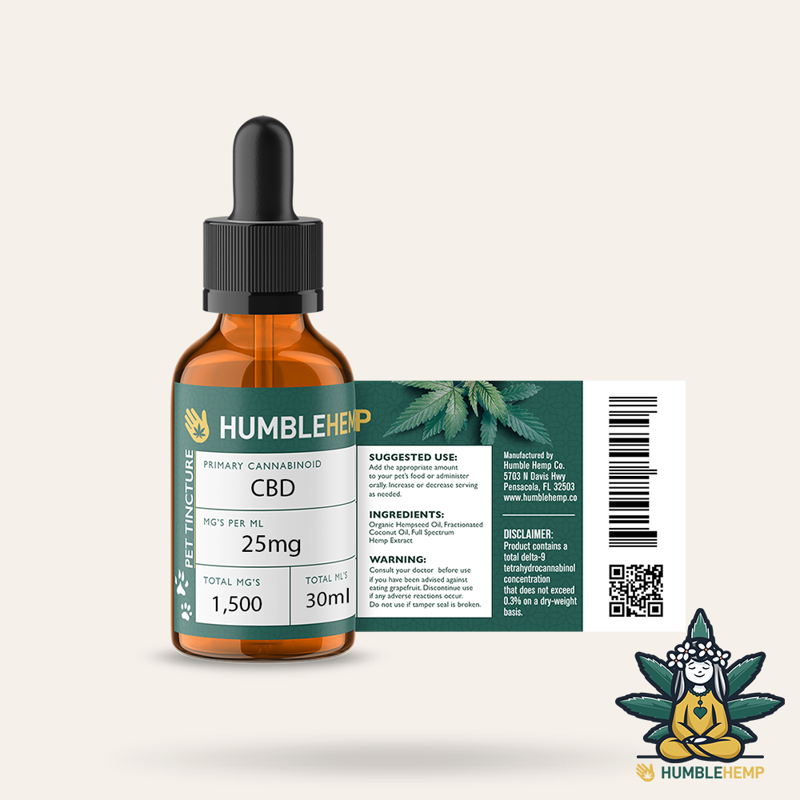 HUMBLEHEMP
PET TINCTURE
PRIMARY CANNABINOID
CBD
MG'S PER ML
25mg
TOTAL MG'S
1,500
TOTAL ML'S
30ml
SUGGESTED USE:
Add the appropriate amount
to your pet's food or administer
orally. Increase or decrease serving
as needed.
INGREDIENTS:
Organic Hempseed Oil, Fractionated
Coconut Oil, Full Spectrum
Hemp Extract
WARNING:
Consult your doctor before use
if you have been advised against
eating grapefruit. Discontinue use
if any adverse reactions occur.
Do not use if tamper seal is broken.
Manufactured by
Humble Hemp Co.
5703 N Davis Hwy
Pensacola, FL 32503
www.humblehemp.co
DISCLAIMER:
Product contains a
total delta-9
tetrahydrocannabinol
concentration
that does not exceed
0.3% on a dry-weight
basis.
HUMBLEHEMP